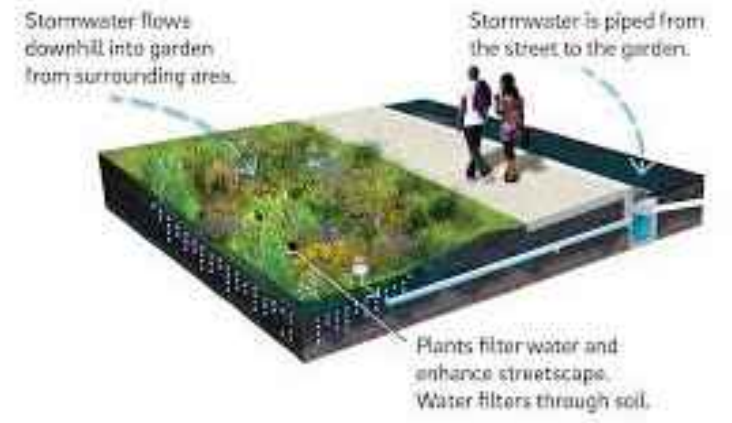 Stormwater flows
downhill into garden
from surrounding area.
Stormwater is piped from
the street to the garden.
Plants filter water and
enhance streetscape.
Water filters through soil.